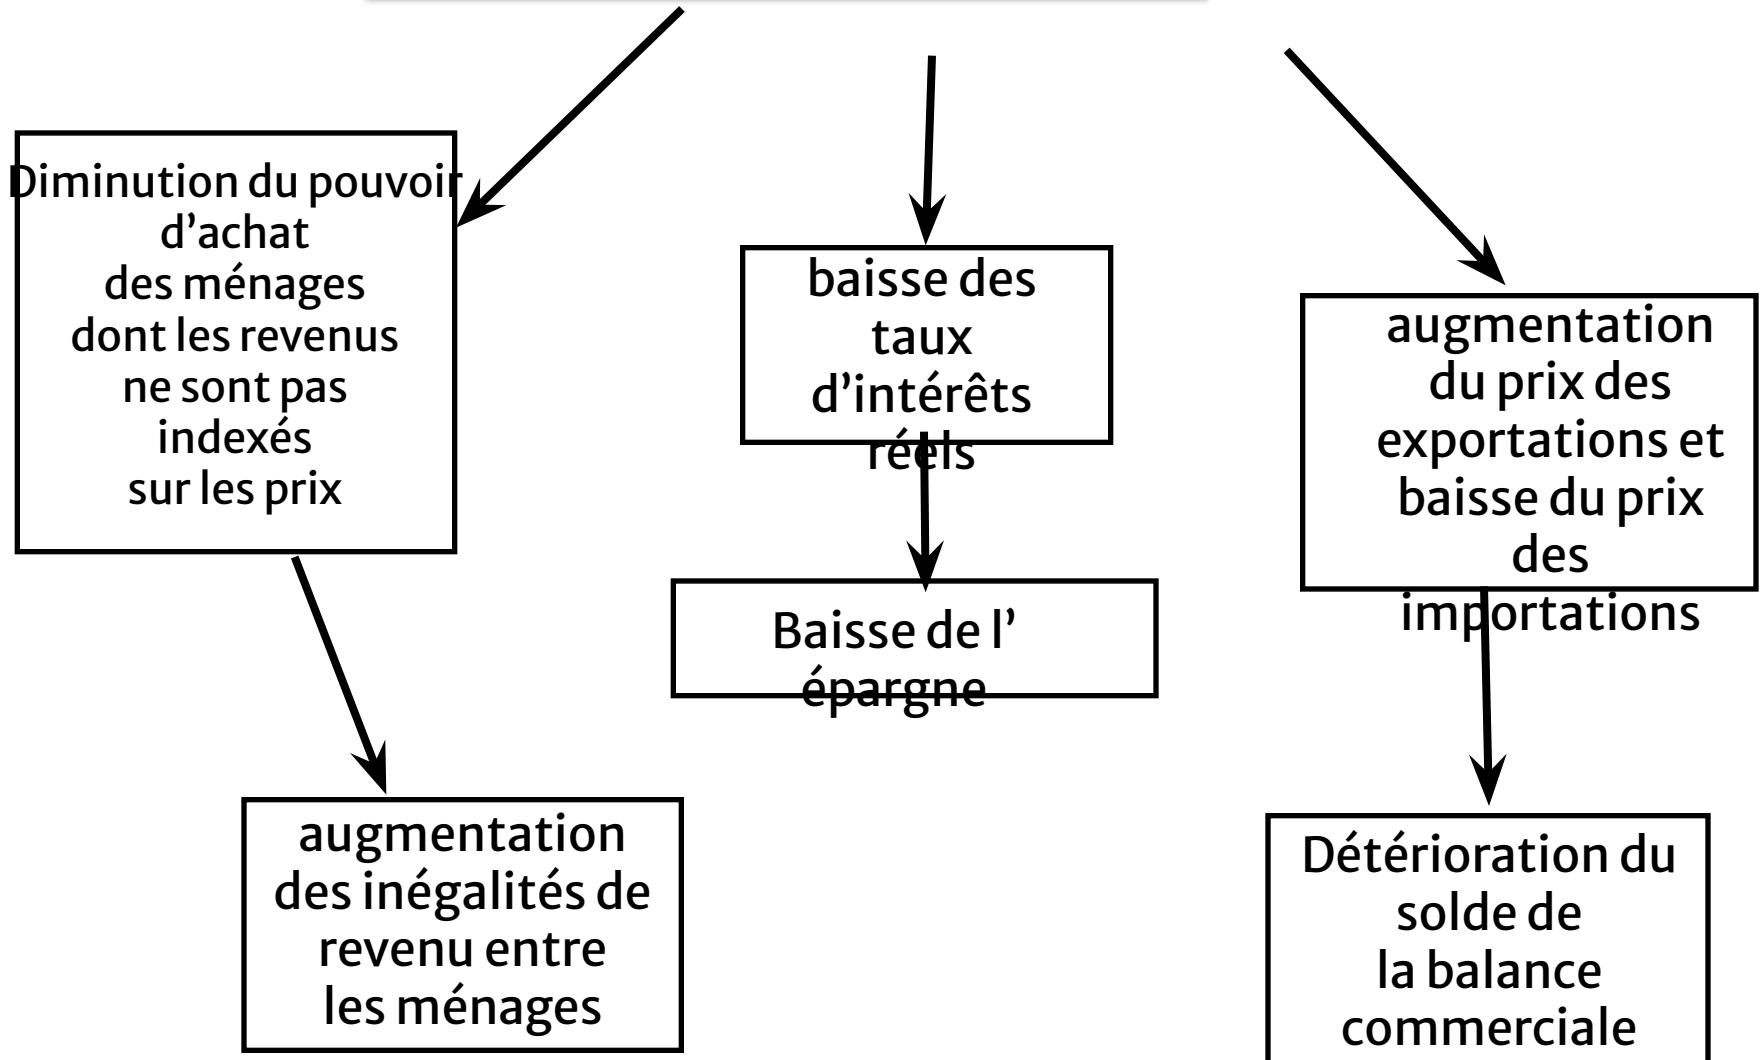 Diminution du pouvoir
d’achat
des ménages
dont les revenus
ne sont pas
indexés
sur les prix
baisse des
taux
d’intérêts
réels
augmentation
du prix des
exportations et
baisse du prix
des
importations
Baisse de l’
épargne
augmentation
des inégalités de
revenu entre
les ménages
Détérioration du
solde de
la balance
commerciale